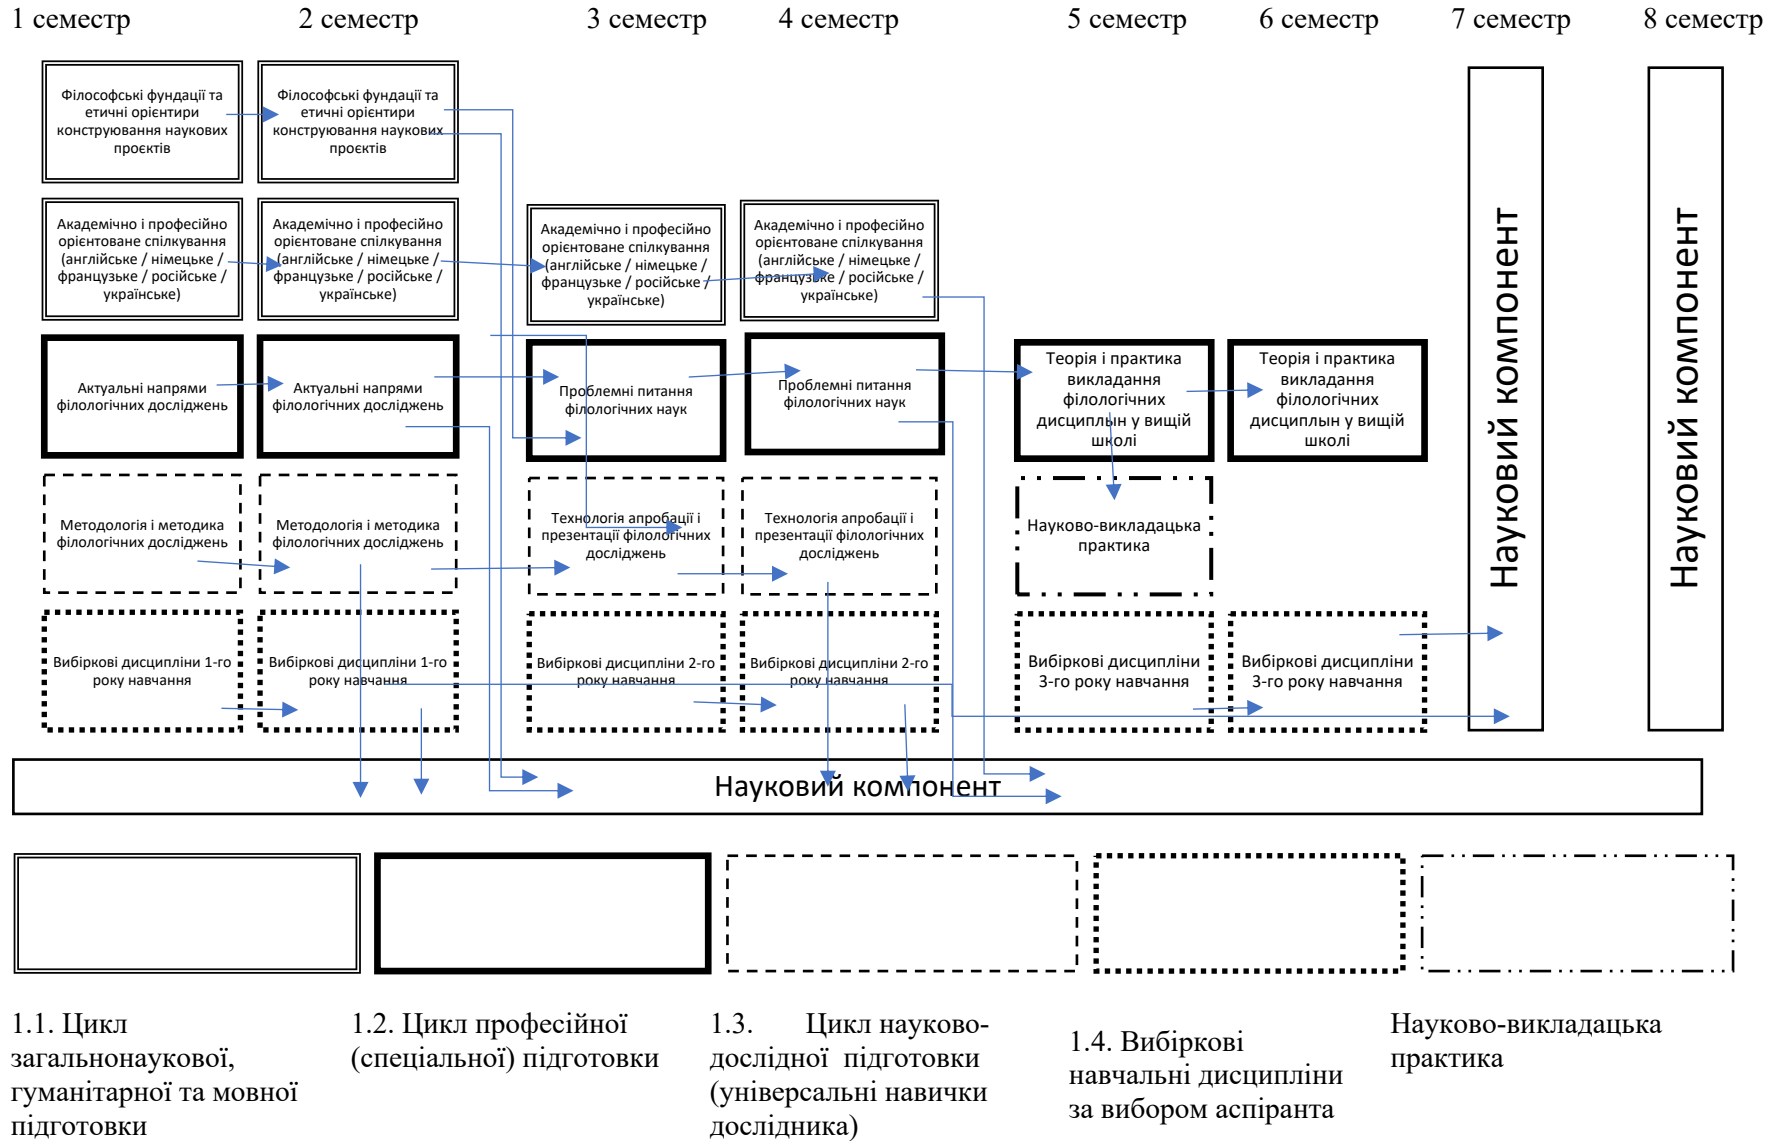 1 семестр
2 семестр
3 семестр
4 семестр
5 семестр
6 семестр
7 семестр
8 семестр
Філософські фундації та
етичні орієнтири
конструювання наукових
проєктів
Філософські фундації та
етичні орієнтири
конструювання наукових
проєктів
Академічно і професійно
орієнтоване спілкування
(англійське / німецьке /
французьке / російське /
українське)
Академічно і професійно
орієнтоване спілкування
(англійське / німецьке /
французьке / російське /
українське)
Академічно і професійно
орієнтоване спілкування
(англійське / німецьке /
французьке / російське /
українське)
Академічно і професійно
орієнтоване спілкування
(англійське / німецьке /
французьке / російське /
українське)
Актуальні напрями
філологічних досліджень
Актуальні напрями
філологічних досліджень
Проблемні питання
філологічних наук
Проблемні питання
філологічних наук
Теорія і практика
викладання
філологічних
дисциплын у вищій
школі
Теорія і практика
викладання
філологічних
дисциплын у вищій
школі
Методологія і методика
філологічних досліджень
Методологія і методика
філологічних досліджень
Технологія апробації і
презентації філологічних
досліджень
Технологія апробації і
презентації філологічних
досліджень
Науково-викладацька
практика
Вибіркові дисципліни 1-го
року навчання
Вибіркові дисципліни 1-го
року навчання
Вибіркові дисципліни 2-го
року навчання
Вибіркові дисципліни 2-го
року навчання
Вибіркові дисципліни
3-го року навчання
Вибіркові дисципліни
3-го року навчання
Науковий компонент
Науковий компонент
Науковий компонент
1.1. Цикл
загальнонаукової,
гуманітарної та мовної
підготовки
1.2. Цикл професійної
(спеціальної) підготовки
1.3. Цикл науково-
дослідної підготовки
(універсальні навички
дослідника)
1.4. Вибіркові
навчальні дисципліни
за вибором аспіранта
Науково-викладацька
практика